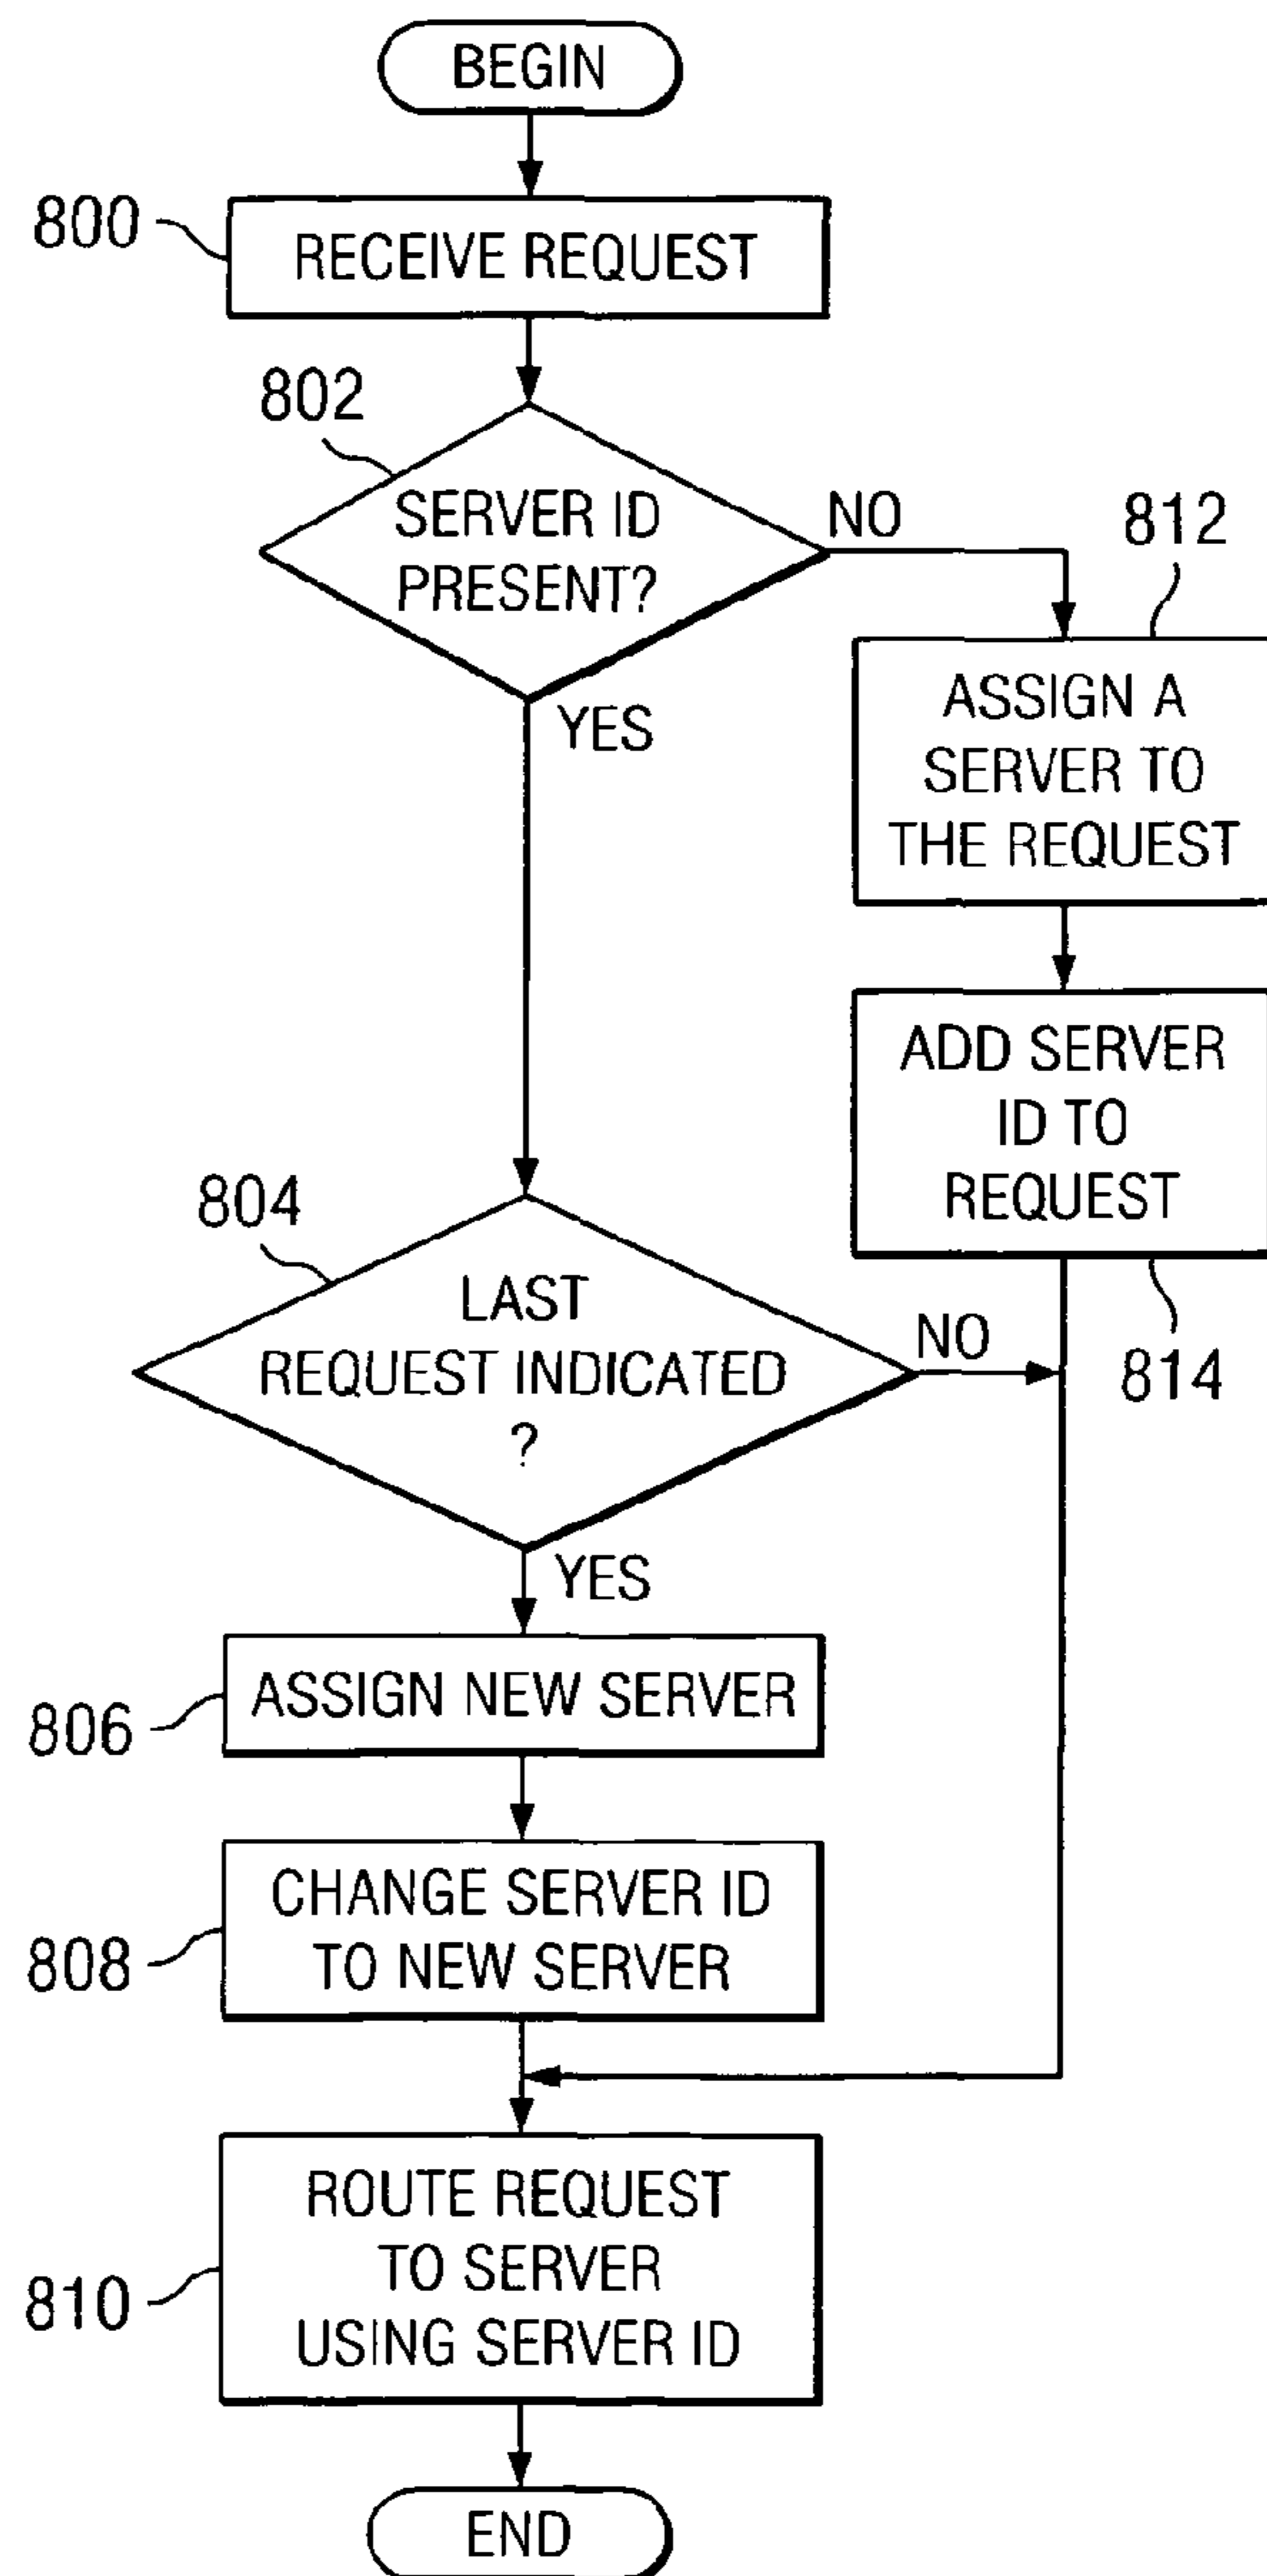 BEGIN
800
RECEIVE REQUEST
802
SERVER ID
PRESENT?
NO
YES
812
ASSIGN A
SERVER TO
THE REQUEST
ADD SERVER
ID TO
REQUEST
814
804
LAST
REQUEST INDICATED
?
NO
YES
806
ASSIGN NEW SERVER
808
CHANGE SERVER ID
TO NEW SERVER
810
ROUTE REQUEST
TO SERVER
USING SERVER ID
END